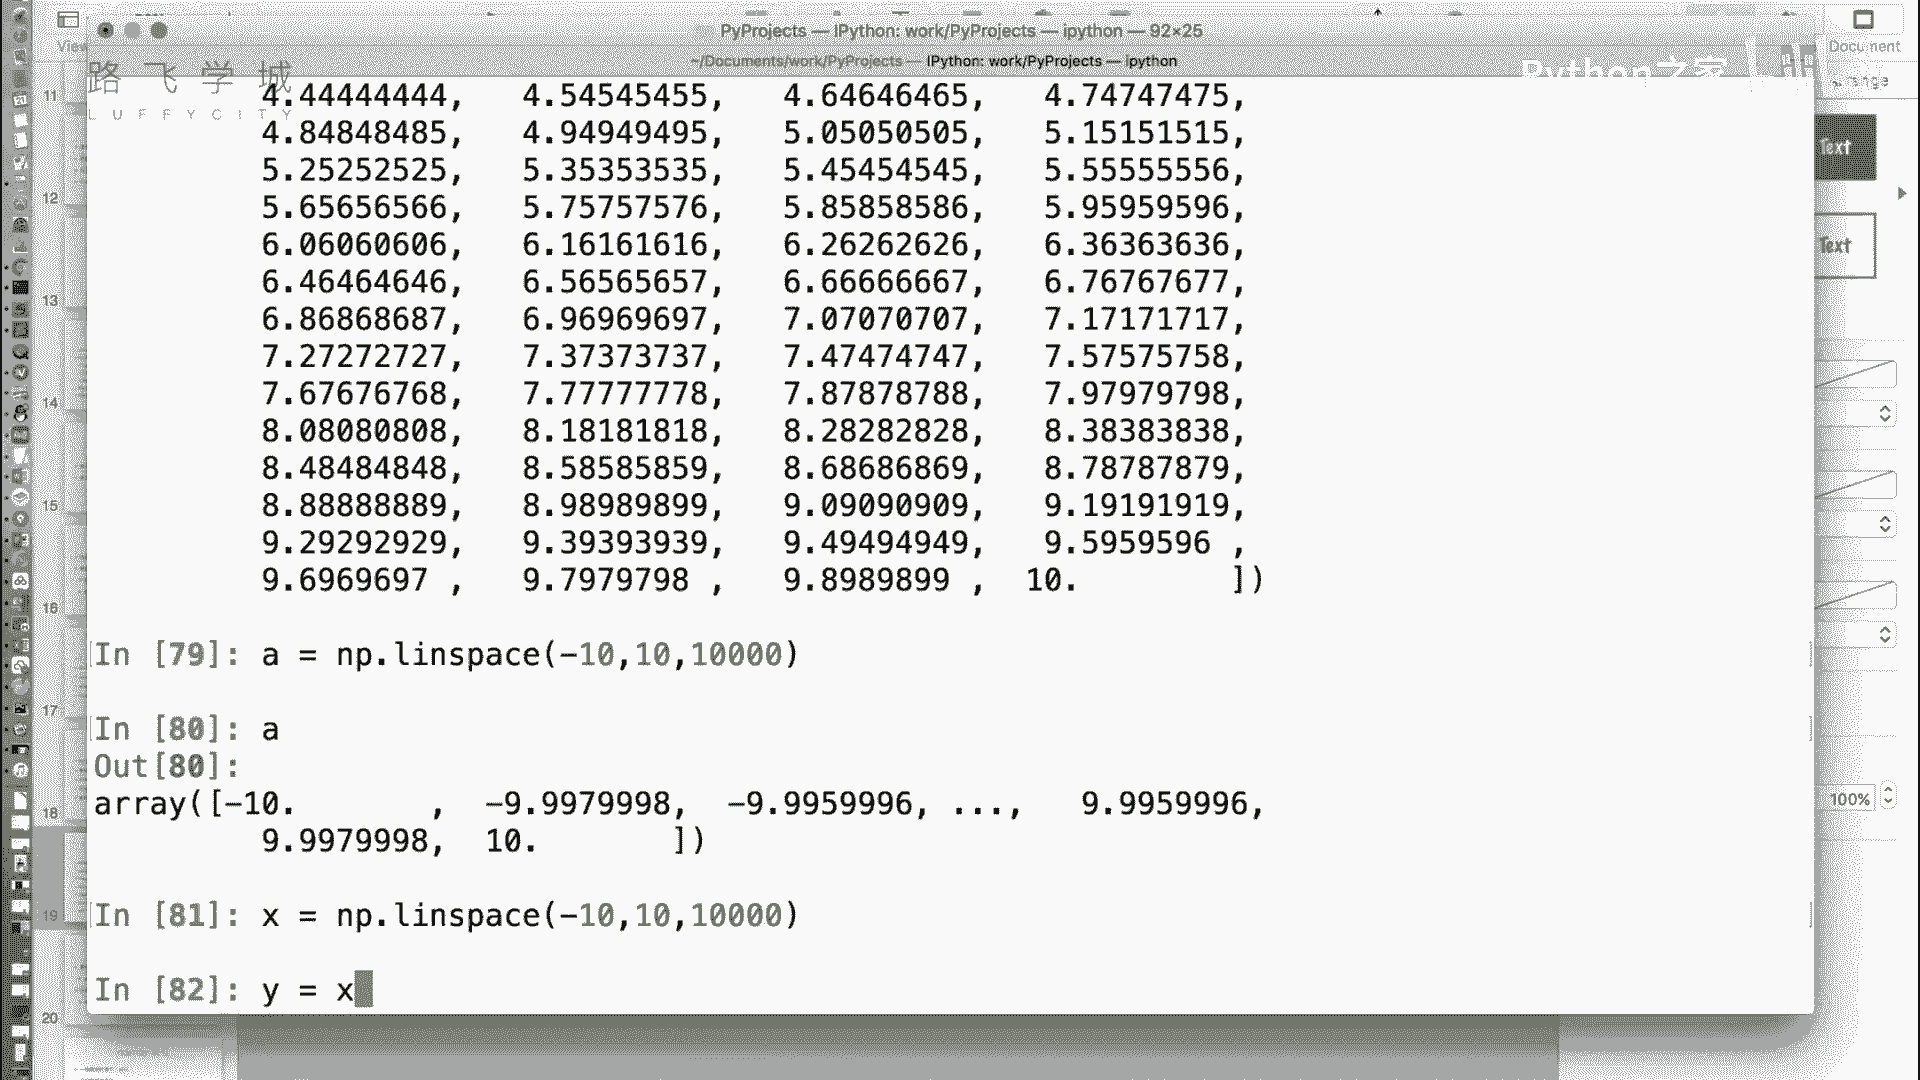 PyProjects — IPython: work/PyProjects — ipython — 92×25
~/Documents/work/PyProjects — IPython: work/PyProjects — ipython
View
Document
路飞学城
LUFFYCITY
Python之家
4.44444444, 4.54545455, 4.64646465, 4.74747475,
4.84848485, 4.94949495, 5.05050505, 5.15151515,
5.25252525, 5.35353535, 5.45454545, 5.55555556,
5.65656566, 5.75757576, 5.85858586, 5.95959596,
6.06060606, 6.16161616, 6.26262626, 6.36363636,
6.46464646, 6.56565657, 6.66666667, 6.76767677,
6.86868687, 6.96969697, 7.07070707, 7.17171717,
7.27272727, 7.37373737, 7.47474747, 7.57575758,
7.67676768, 7.77777778, 7.87878788, 7.97979798,
8.08080808, 8.18181818, 8.28282828, 8.38383838,
8.48484848, 8.58585859, 8.68686869, 8.78787879,
8.88888889, 8.98989899, 9.09090909, 9.19191919,
9.29292929, 9.39393939, 9.49494949, 9.5959596 ,
9.6969697 , 9.7979798 , 9.8989899 , 10. ])
In [79]: a = np.linspace(-10,10,10000)
In [80]: a
Out[80]:
array([-10. , -9.9979998, -9.9959996, ..., 9.9959996,
9.9979998, 10. ])
In [81]: x = np.linspace(-10,10,10000)
In [82]: y = x
11
12
13
14
15
16
17
18
19
20
Text
Text
100%